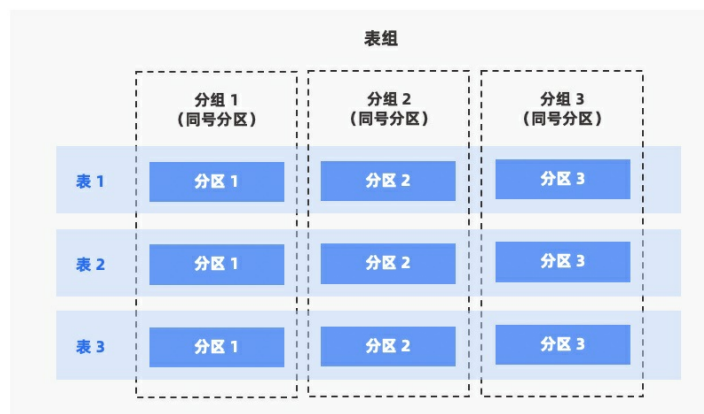 表组
分组 1
（同号分区）
分组 2
（同号分区）
分组 3
（同号分区）
表 1
分区 1
分区 2
分区 3
表 2
分区 1
分区 2
分区 3
表 3
分区 1
分区 2
分区 3